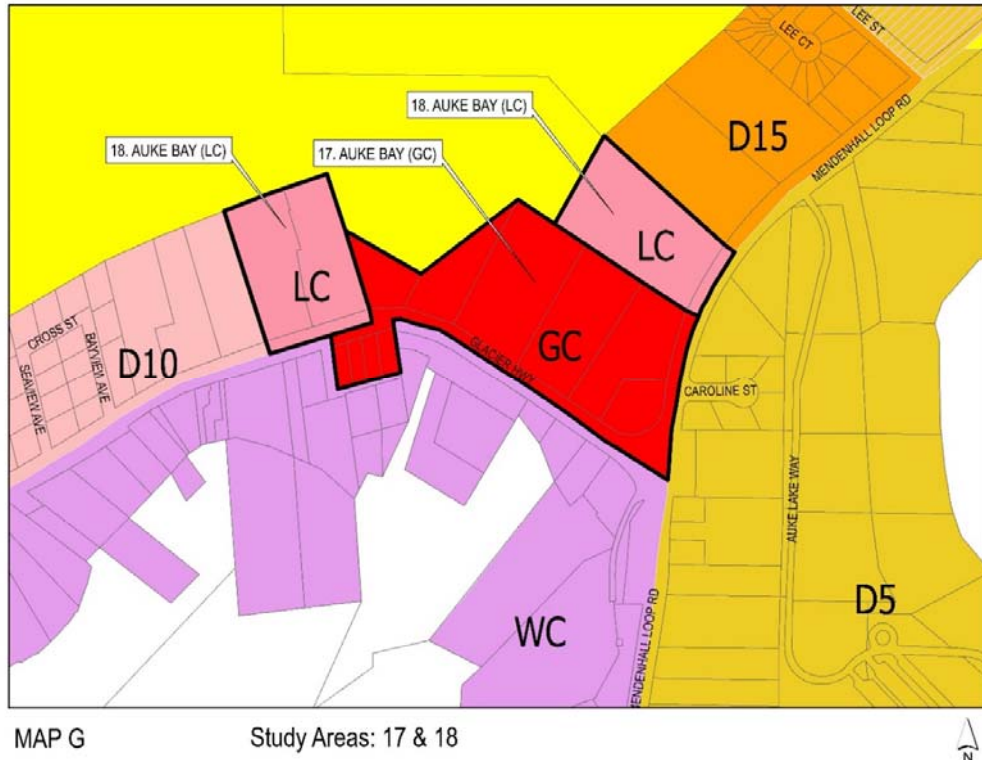 LEE ST
LEE CT
18. AUKE BAY (LC)
D15
MENDENHALL LOOP RD
18. AUKE BAY (LC)
17. AUKE BAY (GC)
LC
LC
CROSS ST
GLACIER HWY
GC
D10
BAYVIEW AVE
SEAVIEW AVE
CAROLINE ST
AUKE LAKE WAY
D5
WC
MENDENHALL LOOP RD
MAP G
Study Areas: 17 & 18
N